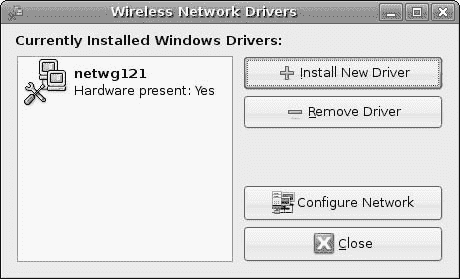 Wireless Network Drivers
Currently Installed Windows Drivers:
netwg121
Hardware present: Yes
Install New Driver
Remove Driver
Configure Network
Close